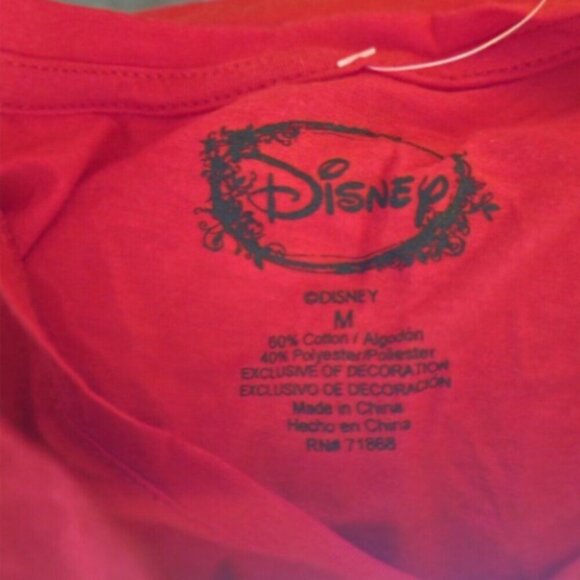 Disney
©DISNEY
M
60% Cotton / Algodón
40% Polyester/Poliester
EXCLUSIVE OF DECORATION
EXCLUSIVO DE DECORACION
Made in China
Hecho en China
RN# 71868